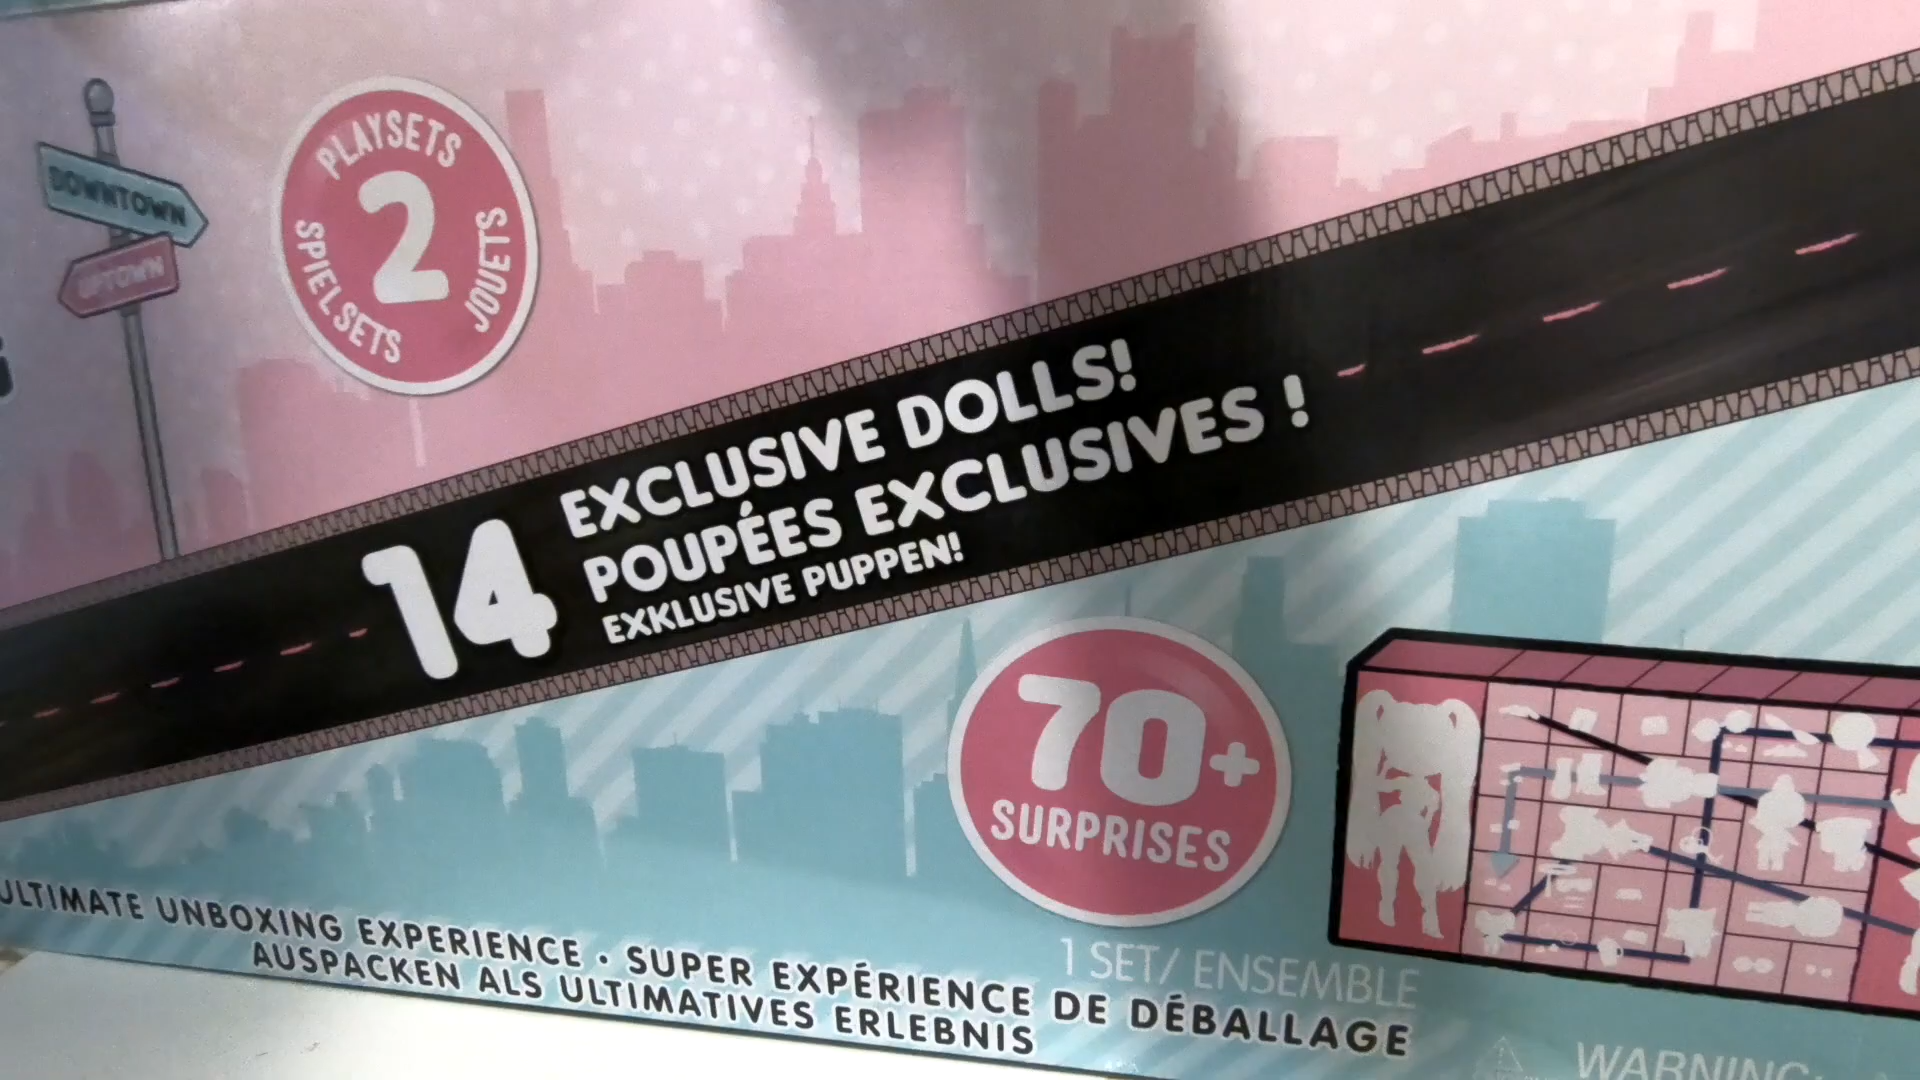 DOWNTOWN
UPTOWN
PLAYSETS
2
SPIELSETS
JOUETS
14
EXCLUSIVE DOLLS!
POUPÉES EXCLUSIVES !
EXKLUSIVE PUPPEN!
70+
SURPRISES
1 SET/ ENSEMBLE
ULTIMATE UNBOXING EXPERIENCE • SUPER EXPÉRIENCE DE DÉBALLAGE
AUSPACKEN ALS ULTIMATIVES ERLEBNIS
WARNING: